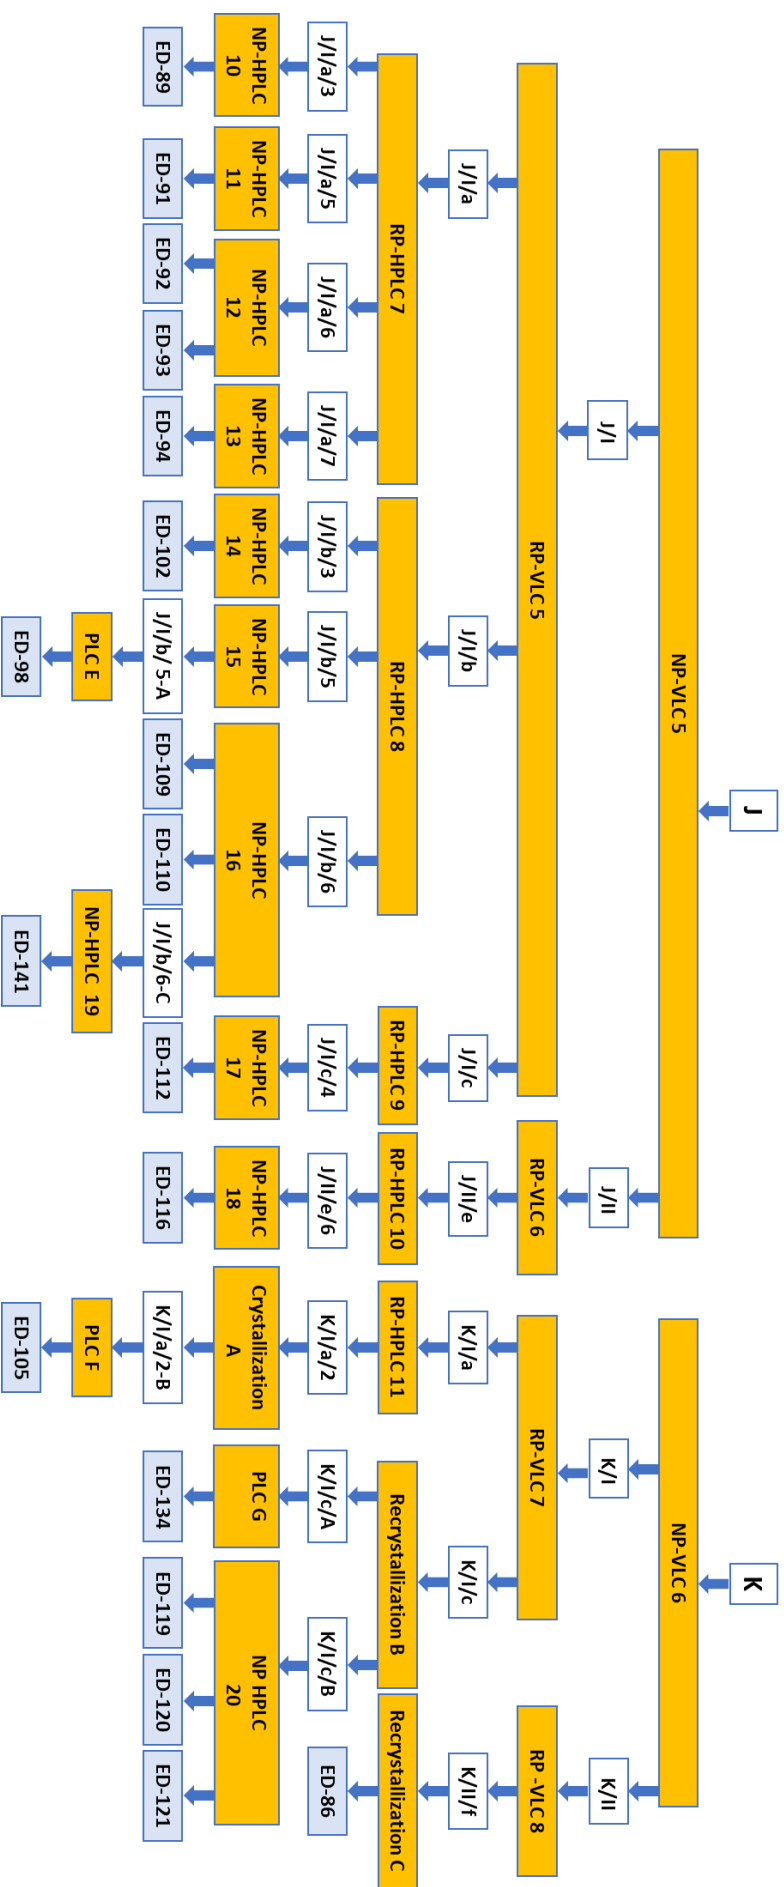 J
K
NP-VLC 5
NP-VLC 6
J/I
J/II
K/I
K/II
RP-VLC 5
RP-VLC 6
RP-VLC 7
RP -VLC 8
J/I/a
J/I/b
J/I/c
J/II/e
K/I/a
K/I/c
K/II/f
RP-HPLC 7
RP-HPLC 8
RP-HPLC 9
RP-HPLC 10
RP-HPLC 11
Recrystallization B
Recrystallization C
J/I/a/3
J/I/a/5
J/I/a/6
J/I/a/7
J/I/b/3
J/I/b/5
J/I/b/6
J/I/c/4
J/II/e/6
K/I/a/2
K/I/c/A
K/I/c/B
ED-86
NP-HPLC
10
NP-HPLC
11
NP-HPLC
12
NP-HPLC
13
NP-HPLC
14
NP-HPLC
15
NP-HPLC
16
NP-HPLC
17
NP-HPLC
18
Crystallization
A
PLC G
NP HPLC
20
ED-89
ED-91
ED-92
ED-93
ED-94
ED-102
J/I/b/ 5-A
ED-109
ED-110
J/I/b/6-C
ED-112
ED-116
K/I/a/2-B
ED-134
ED-119
ED-120
ED-121
PLC E
NP-HPLC 19
PLC F
ED-98
ED-141
ED-105